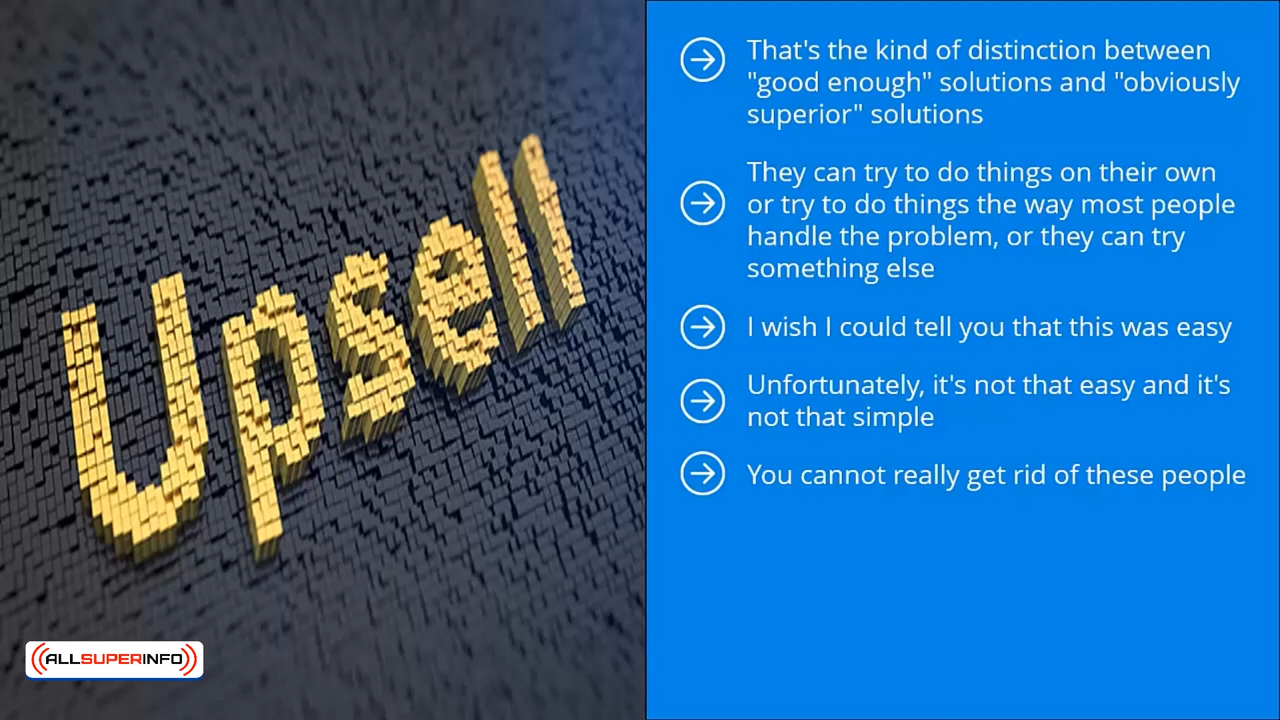 Upsell
That's the kind of distinction between
"good enough" solutions and "obviously
superior" solutions
They can try to do things on their own
or try to do things the way most people
handle the problem, or they can try
something else
I wish I could tell you that this was easy
Unfortunately, it's not that easy and it's
not that simple
You cannot really get rid of these people
ALLSUPERINFO